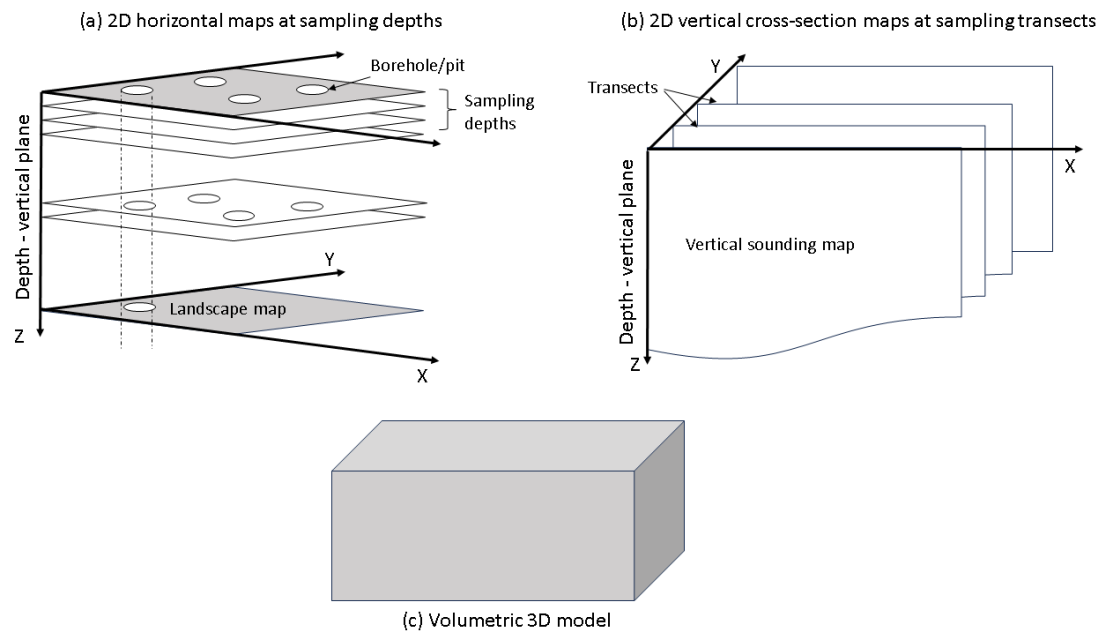 (a) 2D horizontal maps at sampling depths
Borehole/pit
Sampling
depths
Depth - vertical plane
Y
Landscape map
Z
X
(b) 2D vertical cross-section maps at sampling transects
Y
Transects
X
Depth - vertical plane
Vertical sounding map
Z
(c) Volumetric 3D model